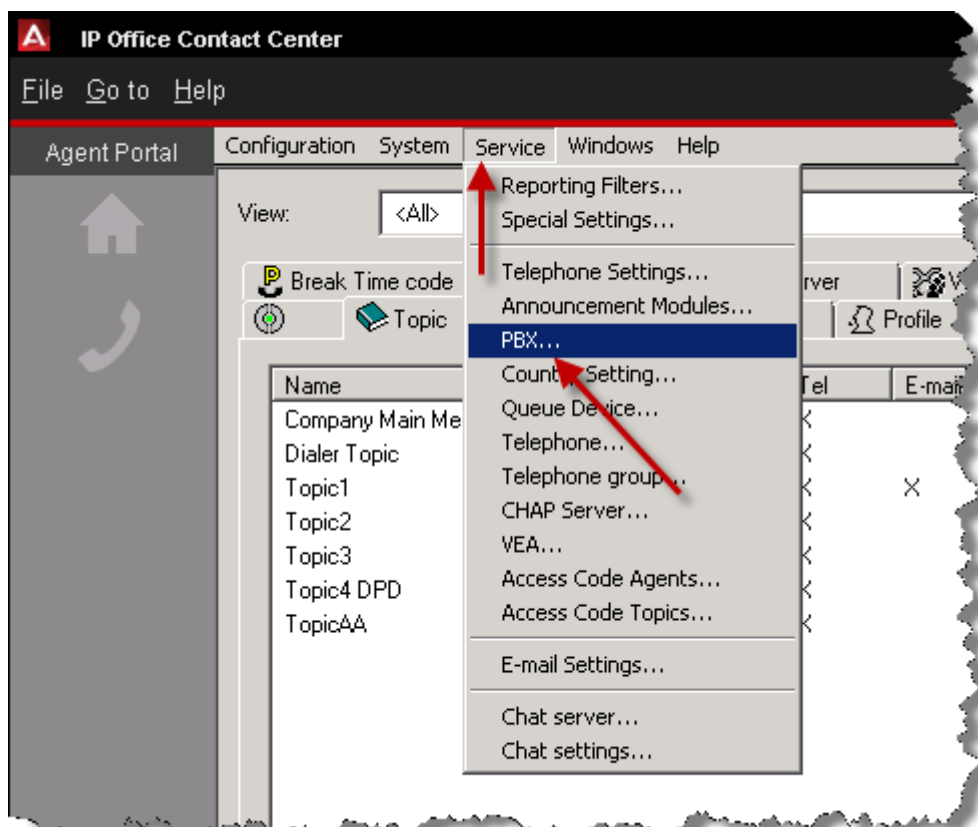 IP Office Contact Center
File Go to Help
Agent Portal
Configuration System Service Windows Help
View: <All>
Reporting Filters...
Special Settings...
Break Time code
Telephone Settings...
rver
Topic
Announcement Modules...
Profile
PBX...
Name
Country Setting...
Tel
E-mai
Company Main Me
Queue Device...
X
Dialer Topic
Telephone...
X
Topic1
Telephone group...
X X
Topic2
CHAP Server...
X
Topic3
VEA...
X
Topic4 DPD
Access Code Agents...
X
TopicAA
Access Code Topics...
X
E-mail Settings...
Chat server...
Chat settings...